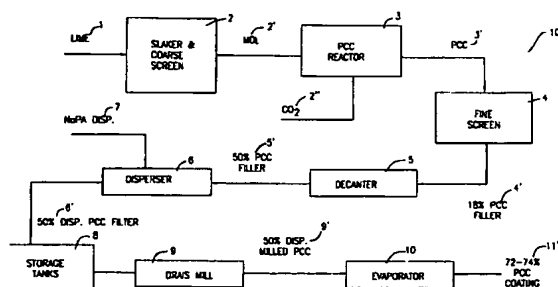 LIME
1
SLAKER &
COARSE
SCREEN
2
MOL
2'
PCC
REACTOR
3
PCC
3'
10
CO2
2"
FINE
SCREEN
4
18% PCC
FILLER
4'
DECANTER
5
50% PCC
FILLER
5'
DISPERSER
6
NaPA DISP.
7
50% DISP. PCC FILTER
6'
STORAGE
TANKS
8
DRAIS MILL
9
50% DISP.
MILLED PCC
9'
EVAPORATOR
10
72-74%
PCC
COATING
11'